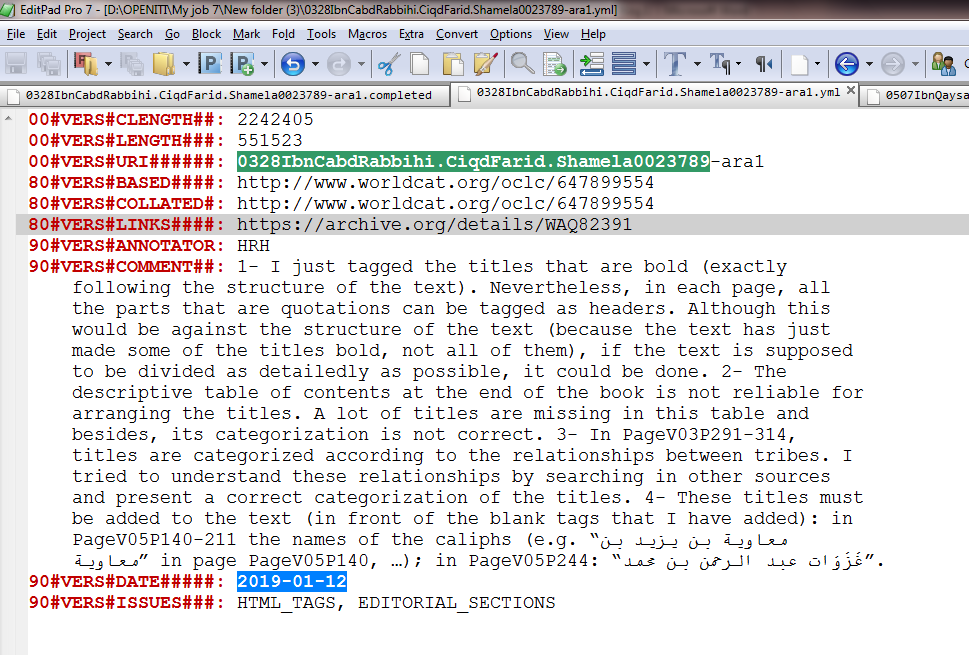 EditPad Pro 7 - [D:\OPENITI\My job 7\New folder (3)\0328IbnCabdRabbihi.CiqdFarid.Shamela0023789-ara1.yml]
File Edit Project Search Go Block Mark Fold Tools Macros Extra Convert Options View Help
0328IbnCabdRabbihi.CiqdFarid.Shamela0023789-ara1.completed 0328IbnCabdRabbihi.CiqdFarid.Shamela0023789-ara1.yml 0507IbnQaysa
00#VERS#CLENGTH##: 2242405
00#VERS#LENGTH###: 551523
00#VERS#URI######: 0328IbnCabdRabbihi.CiqdFarid.Shamela0023789-ara1
80#VERS#BASED####: http://www.worldcat.org/oclc/647899554
80#VERS#COLLATED#: http://www.worldcat.org/oclc/647899554
80#VERS#LINKS####: https://archive.org/details/WAQ82391
90#VERS#ANNOTATOR: HRH
90#VERS#COMMENT##: 1- I just tagged the titles that are bold (exactly
following the structure of the text). Nevertheless, in each page, all
the parts that are quotations can be tagged as headers. Although this
would be against the structure of the text (because the text has just
made some of the titles bold, not all of them), if the text is supposed
to be divided as detailedly as possible, it could be done. 2- The
descriptive table of contents at the end of the book is not reliable for
arranging the titles. A lot of titles are missing in this table and
besides, its categorization is not correct. 3- In PageV03P291-314,
titles are categorized according to the relationships between tribes. I
tried to understand these relationships by searching in other sources
and present a correct categorization of the titles. 4- These titles must
be added to the text (in front of the blank tags that I have added): in
PageV05P140-211 the names of the caliphs (e.g. “معاوية بن يزيد بن
معاوية” in page PageV05P140, …); in PageV05P244: “غَزَوَات عبد الرحمن بن محمد”.
90#VERS#DATE#####: 2019-01-12
90#VERS#ISSUES###: HTML_TAGS, EDITORIAL_SECTIONS